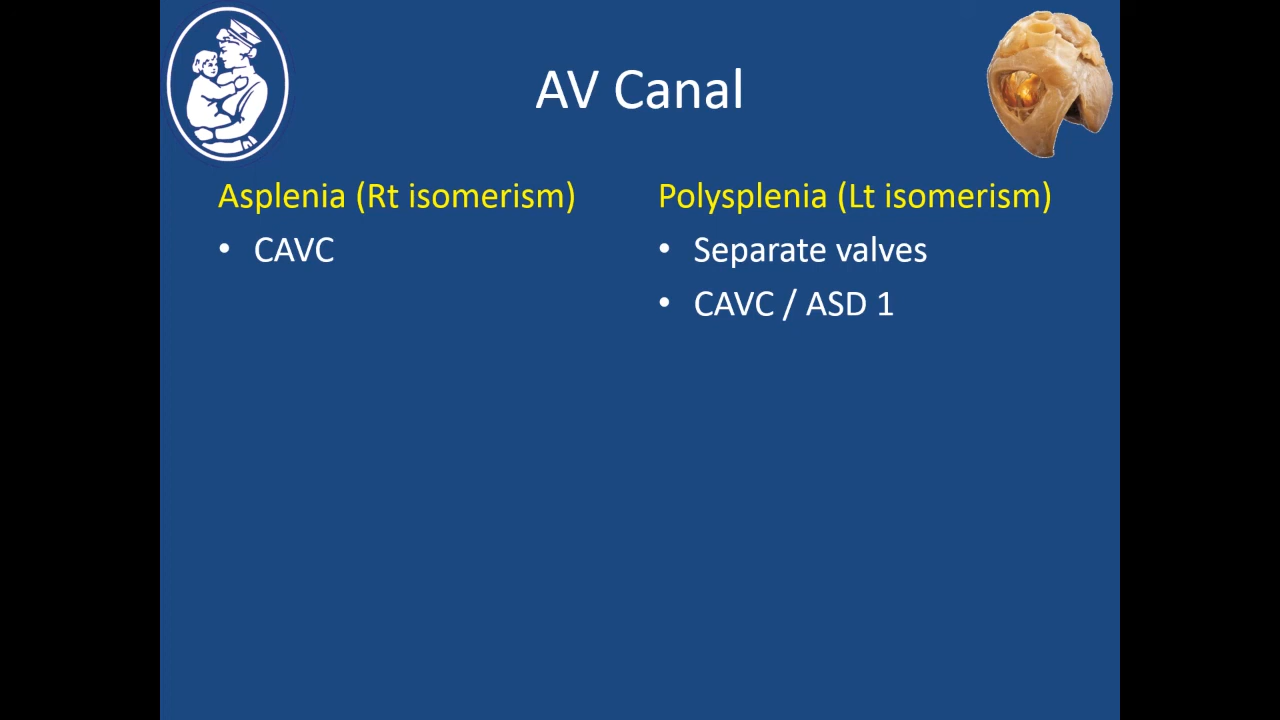 AV Canal
Asplenia (Rt isomerism)
• CAVC
Polysplenia (Lt isomerism)
• Separate valves
• CAVC / ASD 1